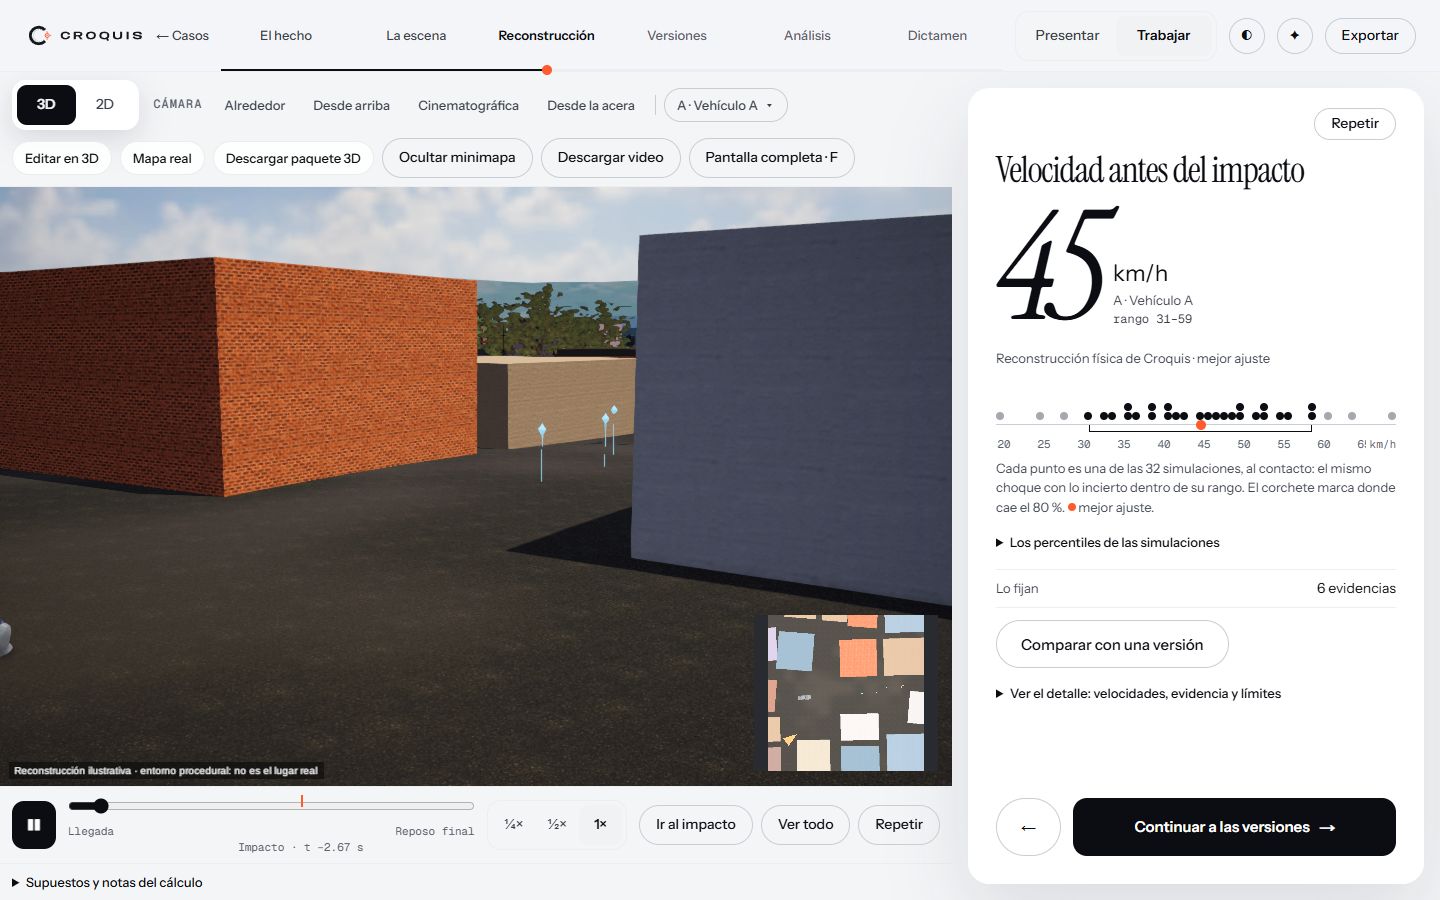 CROQUIS
← Casos
El hecho
La escena
Reconstrucción
Versiones
Análisis
Dictamen
Presentar
Trabajar
Exportar
3D
2D
CÁMARA
Alrededor
Desde arriba
Cinematográfica
Desde la acera
A · Vehículo A
Editar en 3D
Mapa real
Descargar paquete 3D
Ocultar minimapa
Descargar video
Pantalla completa · F
Reconstrucción ilustrativa - entorno procedural: no es el lugar real
Llegada
Reposo final
Impacto · t −2.67 s
¼×
½×
1×
Ir al impacto
Ver todo
Repetir
Supuestos y notas del cálculo
Repetir
Velocidad antes del impacto
45 km/h
A · Vehículo A
rango 31–59
Reconstrucción física de Croquis · mejor ajuste
20 25 30 35 40 45 50 55 60 km/h
Cada punto es una de las 32 simulaciones, al contacto: el mismo
choque con lo incierto dentro de su rango. El corchete marca donde
cae el 80 %. mejor ajuste.
Los percentiles de las simulaciones
Lo fijan
6 evidencias
Comparar con una versión
Ver el detalle: velocidades, evidencia y límites
←
Continuar a las versiones →